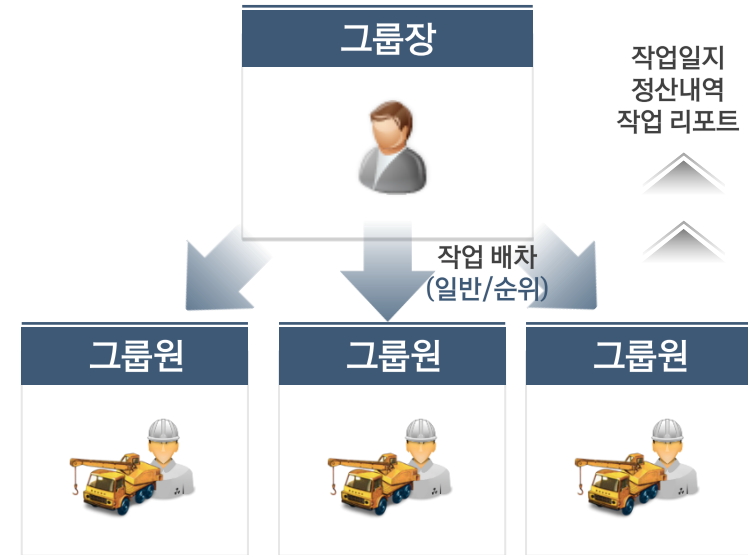 그룹장
작업일지
정산내역
작업 리포트
작업 배차
(일반/순위)
그룹원
그룹원
그룹원